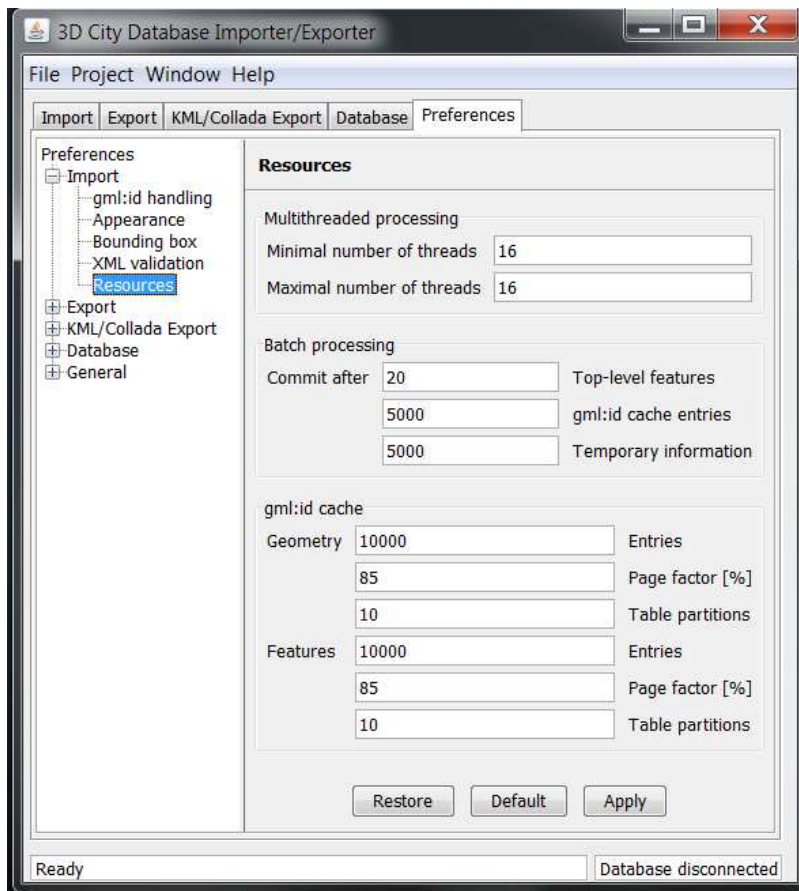 3D City Database Importer/Exporter
File Project Window Help
Import Export KML/Collada Export Database Preferences
Preferences
Import
gml:id handling
Appearance
Bounding box
XML validation
Resources
Export
KML/Collada Export
Database
General
Resources
Multithreaded processing
Minimal number of threads 16
Maximal number of threads 16
Batch processing
Commit after 20 Top-level features
5000 gml:id cache entries
5000 Temporary information
gml:id cache
Geometry 10000 Entries
85 Page factor [%]
10 Table partitions
Features 10000 Entries
85 Page factor [%]
10 Table partitions
Restore Default Apply
Ready Database disconnected